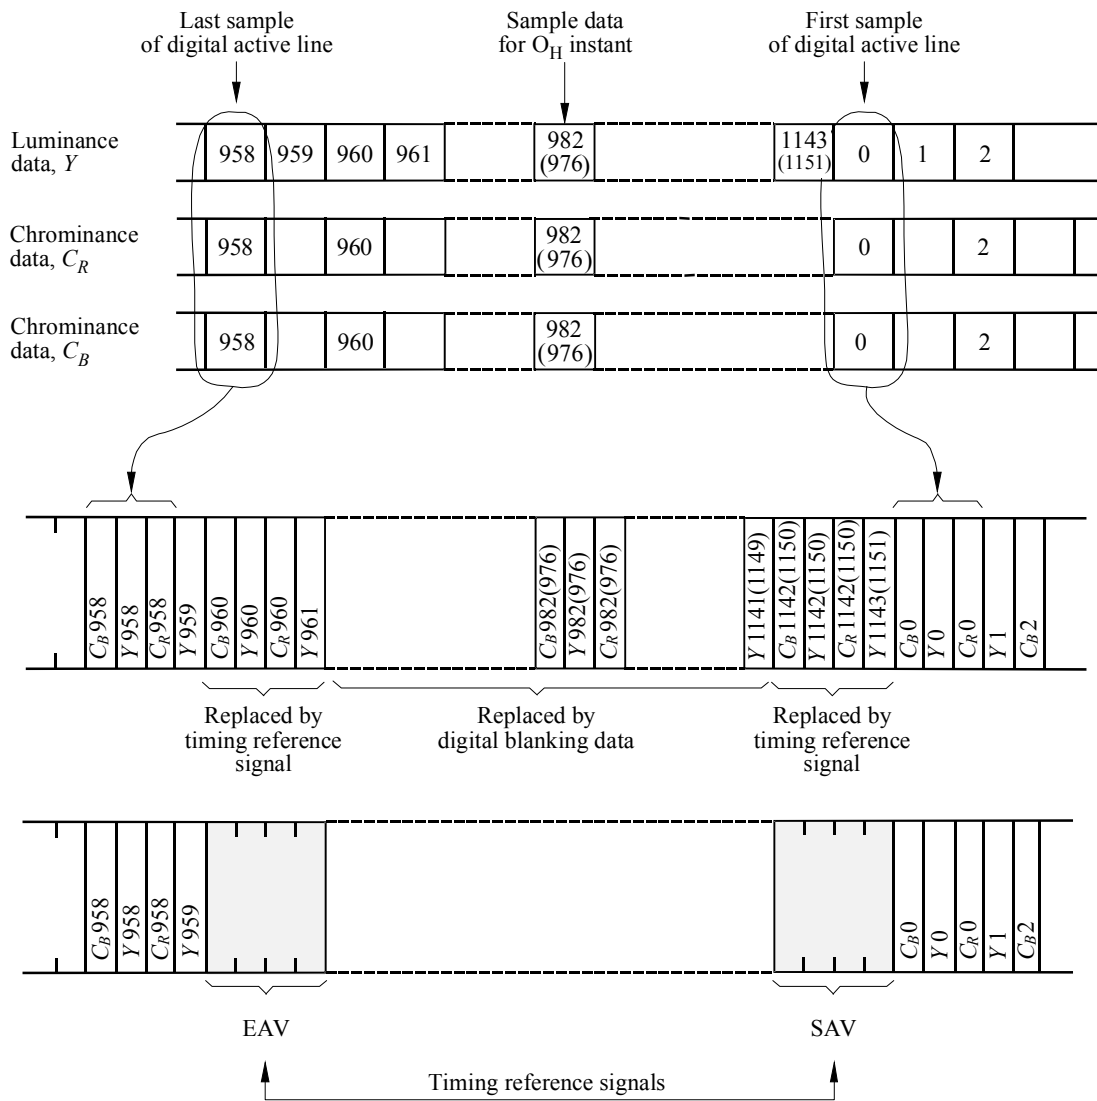 Last sample
of digital active line
Sample data
for O_H instant
First sample
of digital active line
Luminance
data, Y
958 959 960 961 982 (976) 1143 (1151) 0 1 2
Chrominance
data, C_R
958 960 982 (976) 0 2
Chrominance
data, C_B
958 960 982 (976) 0 2
C_B 958
Y 958
C_R 958
Y 959
C_B 960
Y 960
C_R 960
Y 961
C_B 982(976)
Y 982(976)
C_R 982(976)
Y 1141(1149)
C_B 1142(1150)
Y 1142(1150)
C_R 1142(1150)
Y 1143(1151)
C_B 0
Y 0
C_R 0
Y 1
C_B 2
Replaced by
timing reference
signal
Replaced by
digital blanking data
Replaced by
timing reference
signal
C_B 958
Y 958
C_R 958
Y 959
C_B 0
Y 0
C_R 0
Y 1
C_B 2
EAV
SAV
Timing reference signals